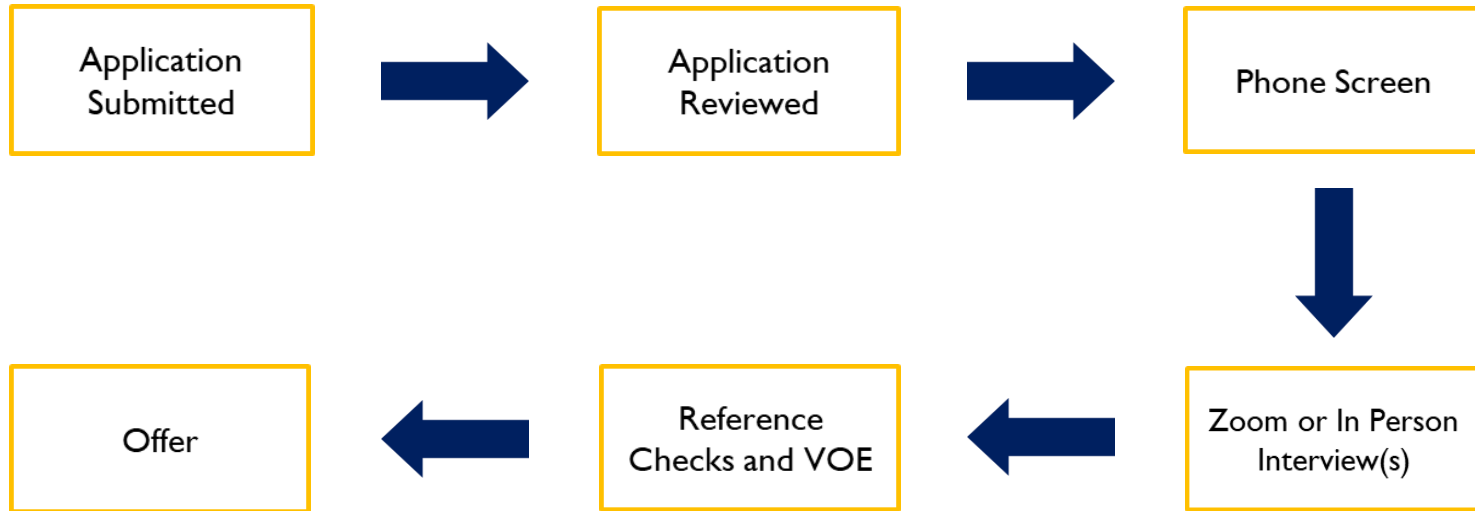 Application
Submitted
Application
Reviewed
Phone Screen
Zoom or In Person
Interview(s)
Reference
Checks and VOE
Offer